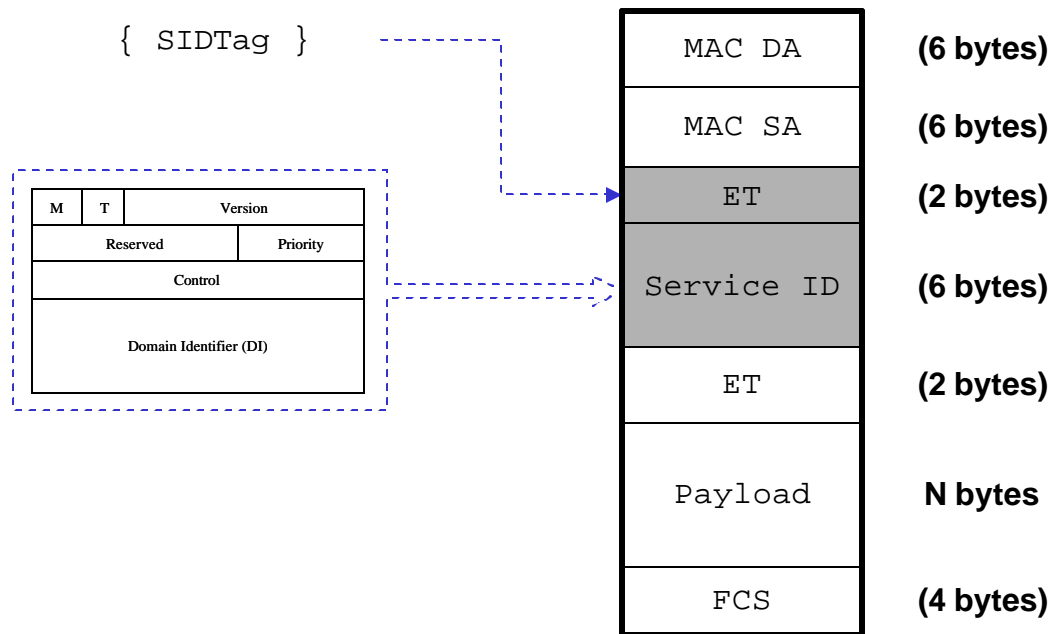 { SIDTag }
MAC DA (6 bytes)
MAC SA (6 bytes)
ET (2 bytes)
M T Version
Reserved Priority
Control
Domain Identifier (DI)
Service ID (6 bytes)
ET (2 bytes)
Payload N bytes
FCS (4 bytes)